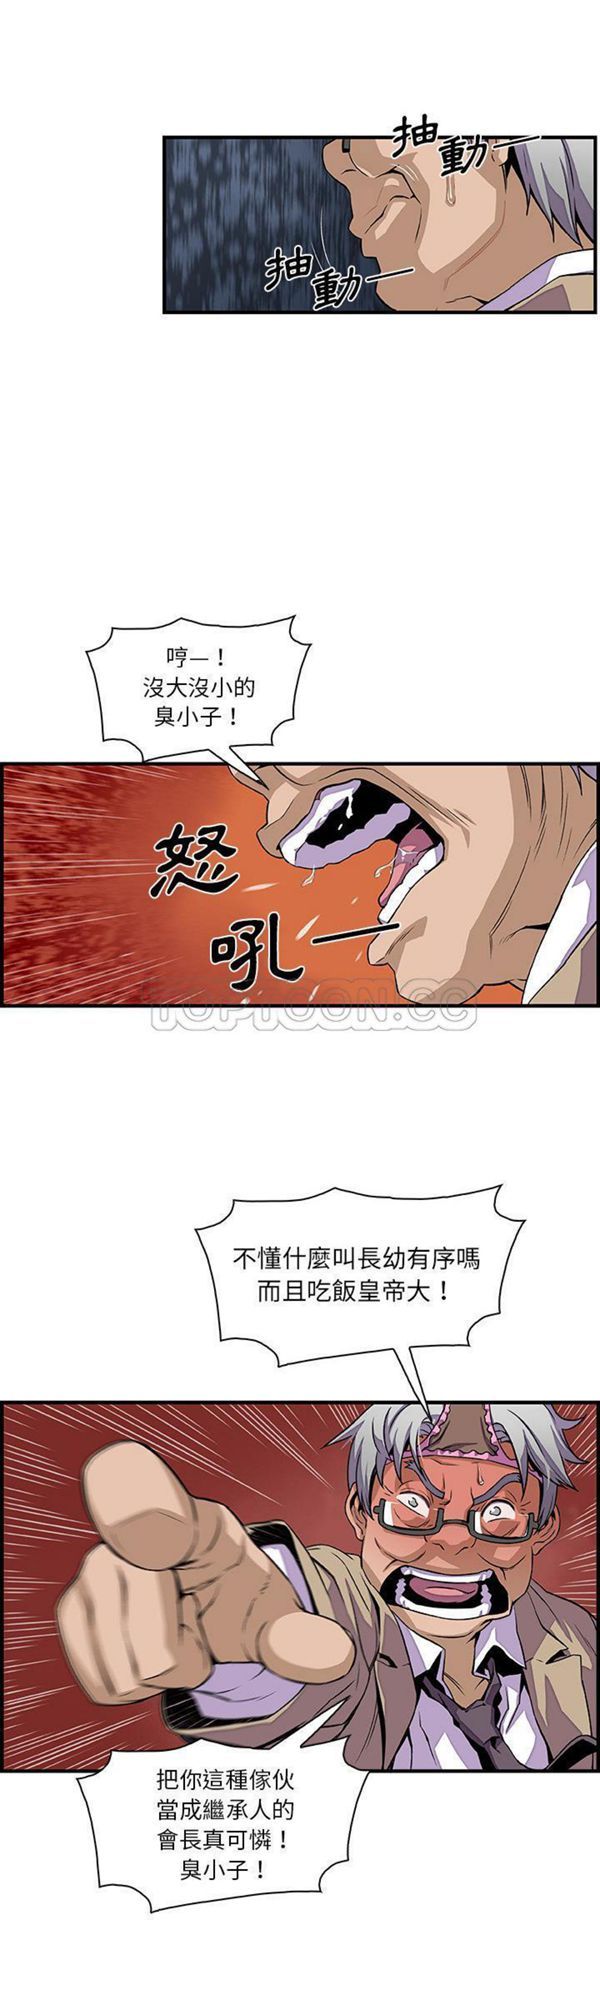 抽動—
抽動—
哼—！
沒大沒小的
臭小子！
怒吼—
TOPTOON.CC
不懂什麼叫長幼有序嗎
而且吃飯皇帝大！
把你這種傢伙
當成繼承人的
會長真可憐！
臭小子！